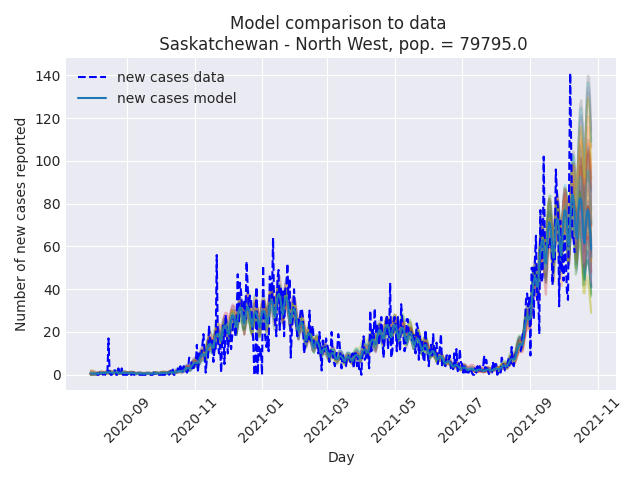 Model comparison to data
Saskatchewan - North West, pop. = 79795.0
new cases data
new cases model
Number of new cases reported
140
120
100
80
60
40
20
0
2020-09
2020-11
2021-01
2021-03
2021-05
2021-07
2021-09
2021-11
Day